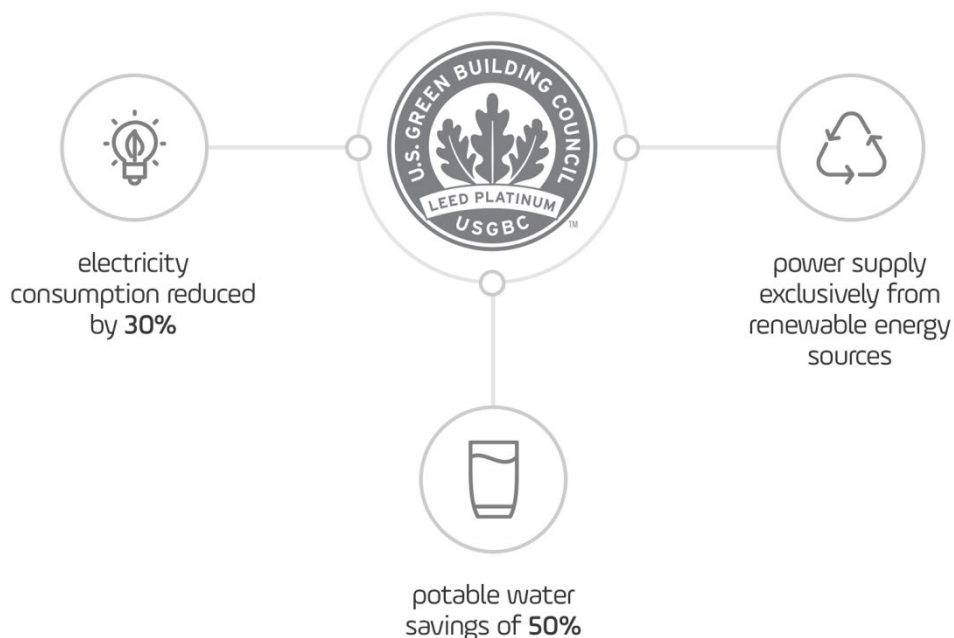 U.S. GREEN BUILDING COUNCIL
LEED PLATINUM
USGBC
TM
electricity
consumption reduced
by 30%
power supply
exclusively from
renewable energy
sources
potable water
savings of 50%